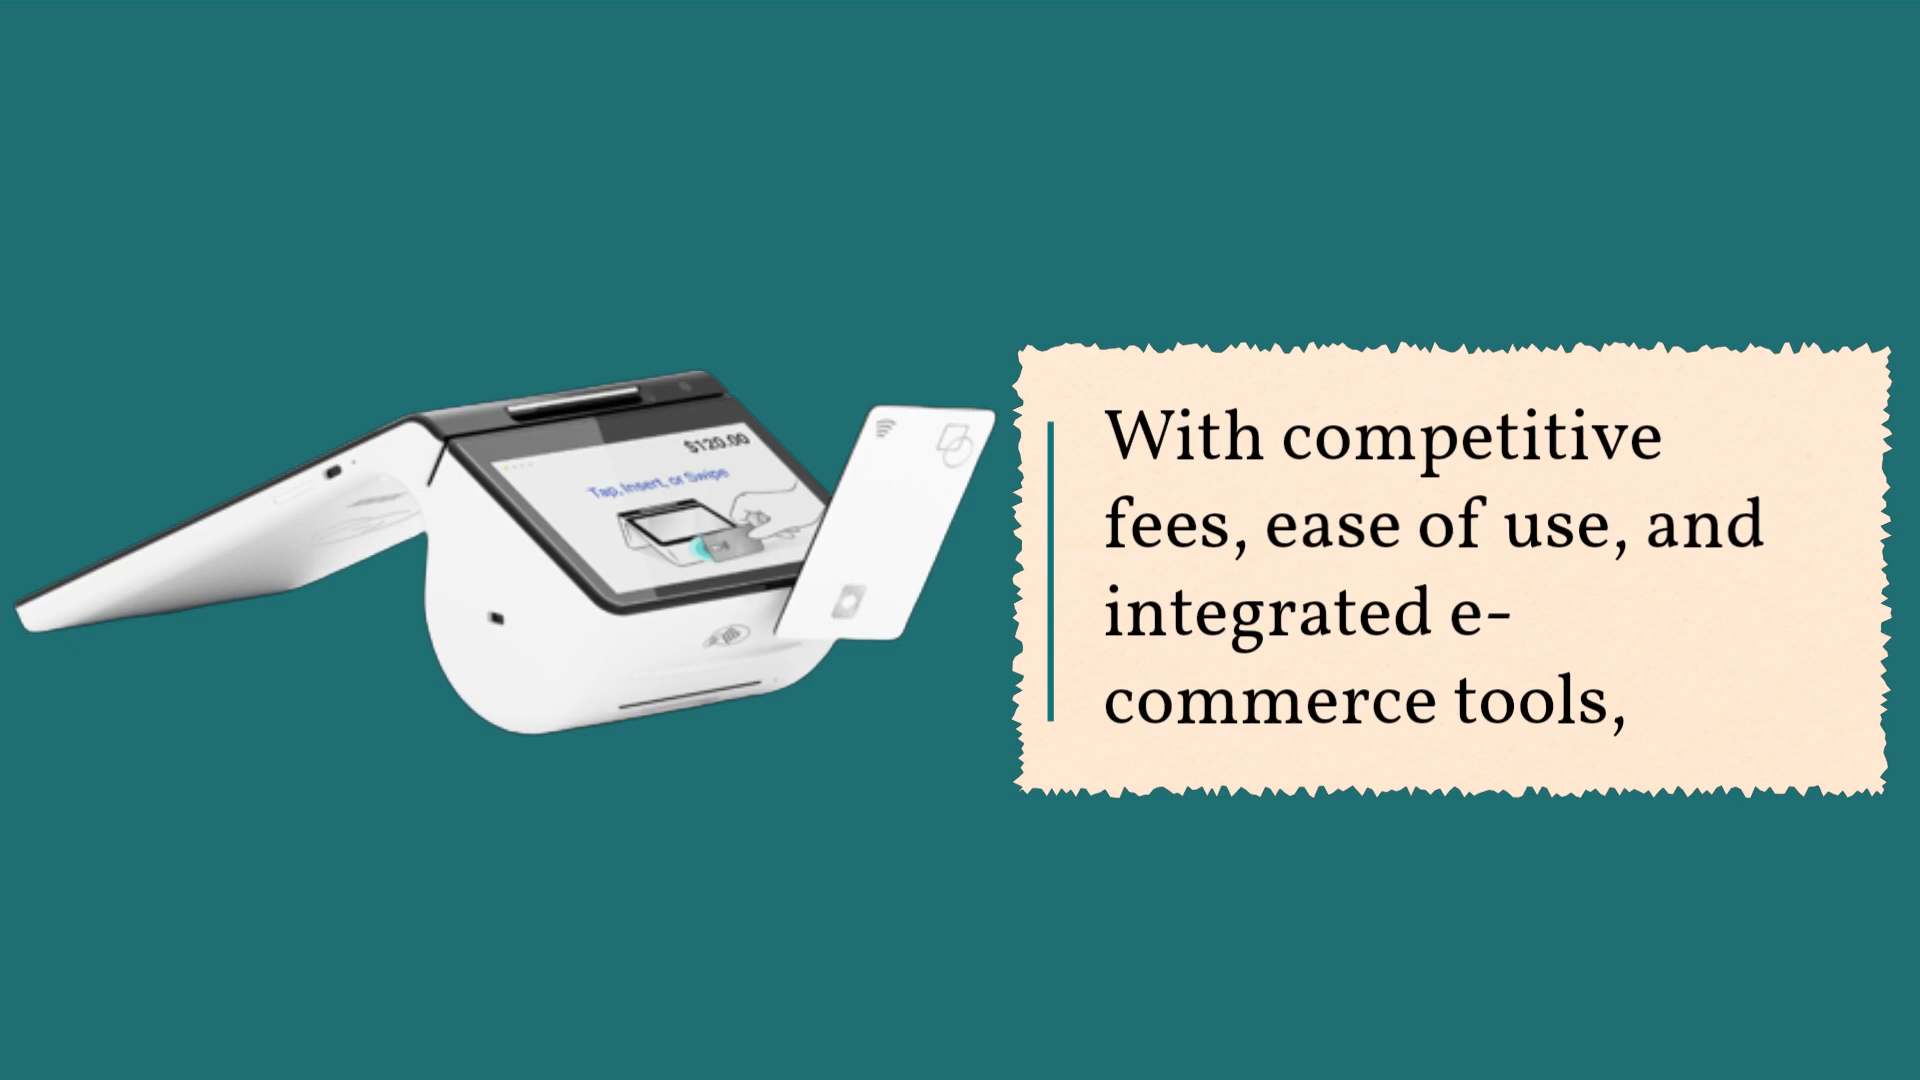 $120.00
Tap, Insert, or Swipe
With competitive
fees, ease of use, and
integrated e-
commerce tools,